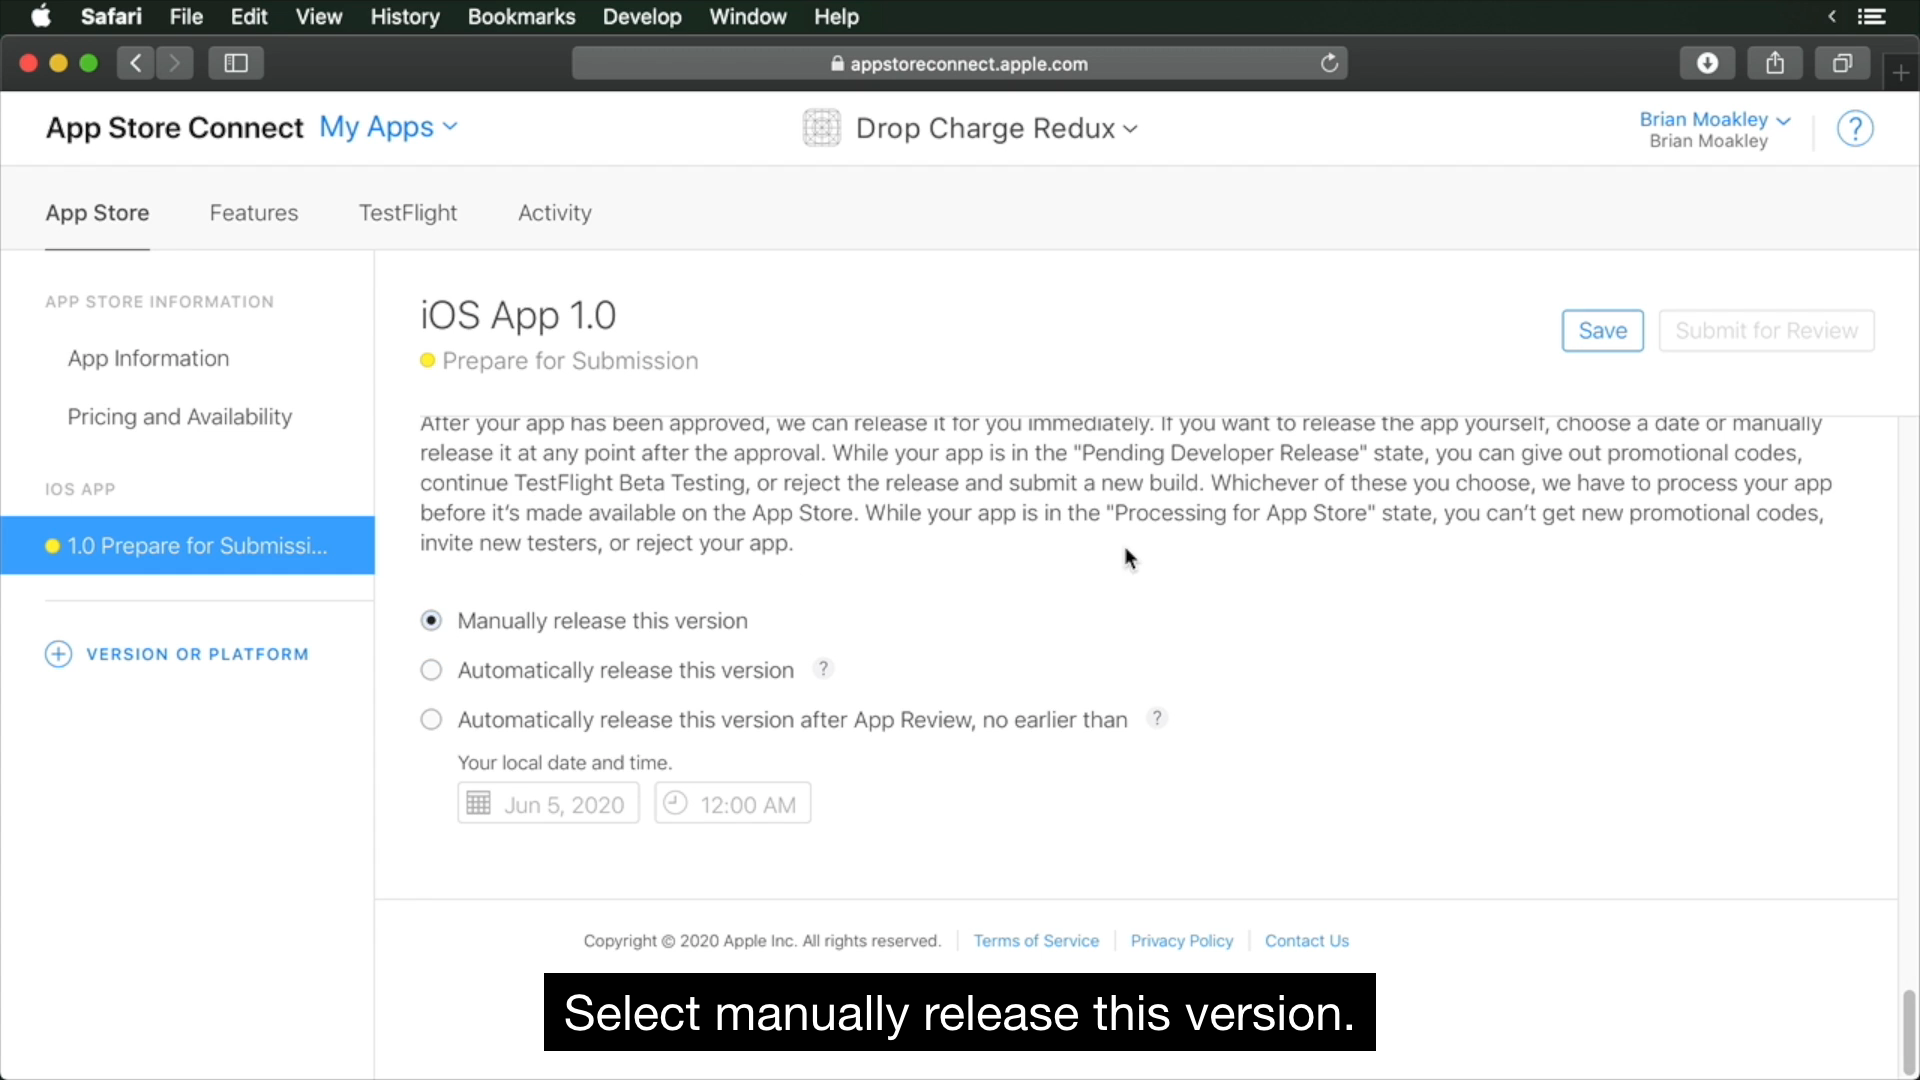 Safari File Edit View History Bookmarks Develop Window Help
appstoreconnect.apple.com
App Store Connect My Apps
Drop Charge Redux
Brian Moakley
Brian Moakley
?
App Store Features TestFlight Activity
APP STORE INFORMATION
App Information
Pricing and Availability
IOS APP
1.0 Prepare for Submissi...
VERSION OR PLATFORM
iOS App 1.0
Prepare for Submission
Save Submit for Review
After your app has been approved, we can release it for you immediately. If you want to release the app yourself, choose a date or manually
release it at any point after the approval. While your app is in the "Pending Developer Release" state, you can give out promotional codes,
continue TestFlight Beta Testing, or reject the release and submit a new build. Whichever of these you choose, we have to process your app
before it’s made available on the App Store. While your app is in the "Processing for App Store" state, you can’t get new promotional codes,
invite new testers, or reject your app.
Manually release this version
Automatically release this version ?
Automatically release this version after App Review, no earlier than ?
Your local date and time.
Jun 5, 2020 12:00 AM
Copyright © 2020 Apple Inc. All rights reserved. Terms of Service Privacy Policy Contact Us
Select manually release this version.